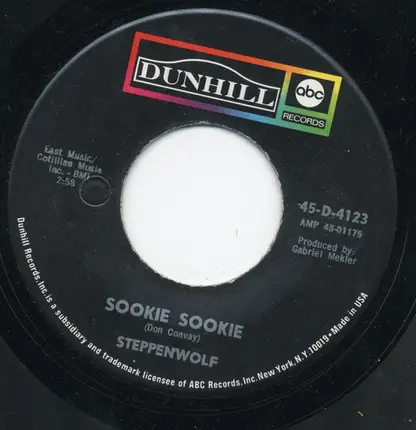 DUNHILL
abc
RECORDS
East Music/
Cotillion Music
Inc. - BMI
2:58
45-D-4123
AMP 45-01175
Produced by:
Gabriel Mekler
SOOKIE SOOKIE
(Don Convay)
STEPPENWOLF
Dunhill Records, Inc. is a subsidiary and trademark licensee of ABC Records, Inc. New York, N.Y. 10019 • Made in USA